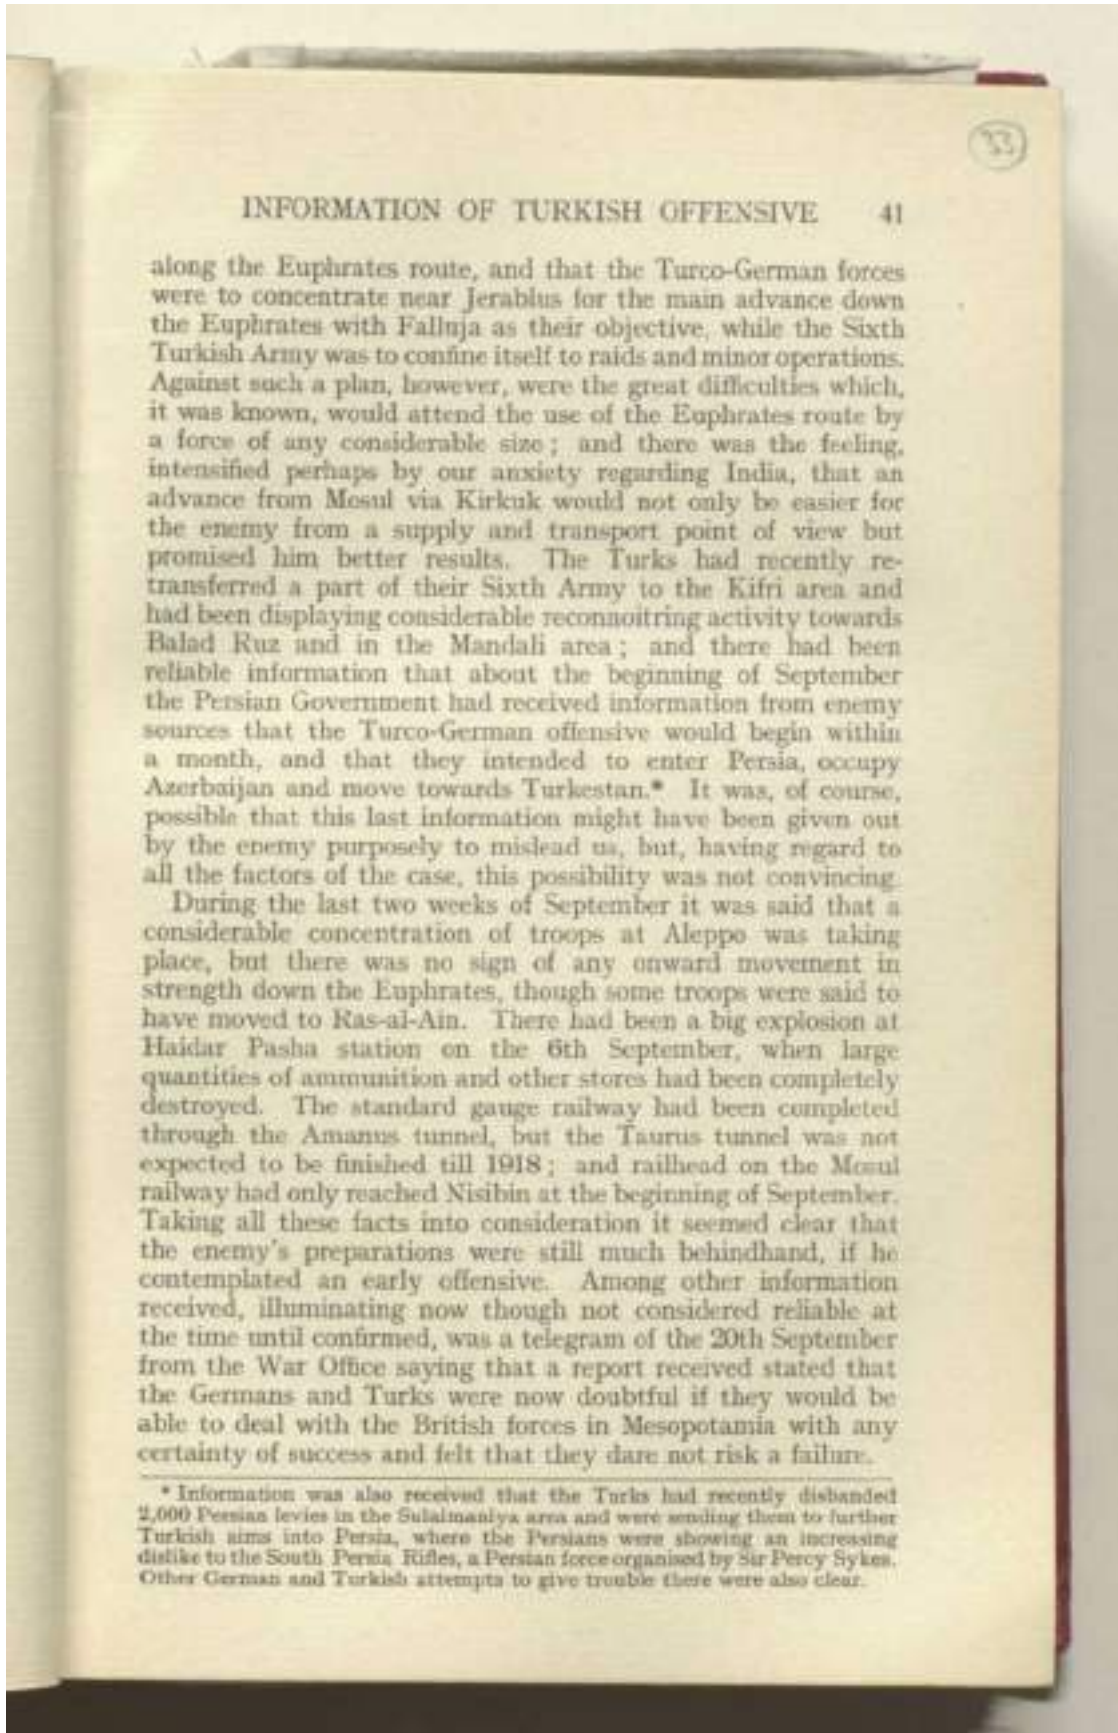 33
INFORMATION OF TURKISH OFFENSIVE 41
along the Euphrates route, and that the Turco-German forces
were to concentrate near Jerablus for the main advance down
the Euphrates with Falluja as their objective, while the Sixth
Turkish Army was to confine itself to raids and minor operations.
Against such a plan, however, were the great difficulties which,
it was known, would attend the use of the Euphrates route by
a force of any considerable size; and there was the feeling,
intensified perhaps by our anxiety regarding India, that an
advance from Mosul via Kirkuk would not only be easier for
the enemy from a supply and transport point of view but
promised him better results. The Turks had recently re-
transferred a part of their Sixth Army to the Kifri area and
had been displaying considerable reconnoitring activity towards
Balad Ruz and in the Mandali area; and there had been
reliable information that about the beginning of September
the Persian Government had received information from enemy
sources that the Turco-German offensive would begin within
a month, and that they intended to enter Persia, occupy
Azerbaijan and move towards Turkestan.* It was, of course,
possible that this last information might have been given out
by the enemy purposely to mislead us, but, having regard to
all the factors of the case, this possibility was not convincing.
During the last two weeks of September it was said that a
considerable concentration of troops at Aleppo was taking
place, but there was no sign of any onward movement in
strength down the Euphrates, though some troops were said to
have moved to Ras-al-Ain. There had been a big explosion at
Haidar Pasha station on the 6th September, when large
quantities of ammunition and other stores had been completely
destroyed. The standard gauge railway had been completed
through the Amanus tunnel, but the Taurus tunnel was not
expected to be finished till 1918; and railhead on the Mosul
railway had only reached Nisibin at the beginning of September.
Taking all these facts into consideration it seemed clear that
the enemy's preparations were still much behindhand, if he
contemplated an early offensive. Among other information
received, illuminating now though not considered reliable at
the time until confirmed, was a telegram of the 20th September
from the War Office saying that a report received stated that
the Germans and Turks were now doubtful if they would be
able to deal with the British forces in Mesopotamia with any
certainty of success and felt that they dare not risk a failure.
* Information was also received that the Turks had recently disbanded
2,000 Persian levies in the Sulaimaniya area and were sending them to further
Turkish aims into Persia, where the Persians were showing an increasing
dislike to the South Persia Rifles, a Persian force organised by Sir Percy Sykes.
Other German and Turkish attempts to give trouble there were also clear.